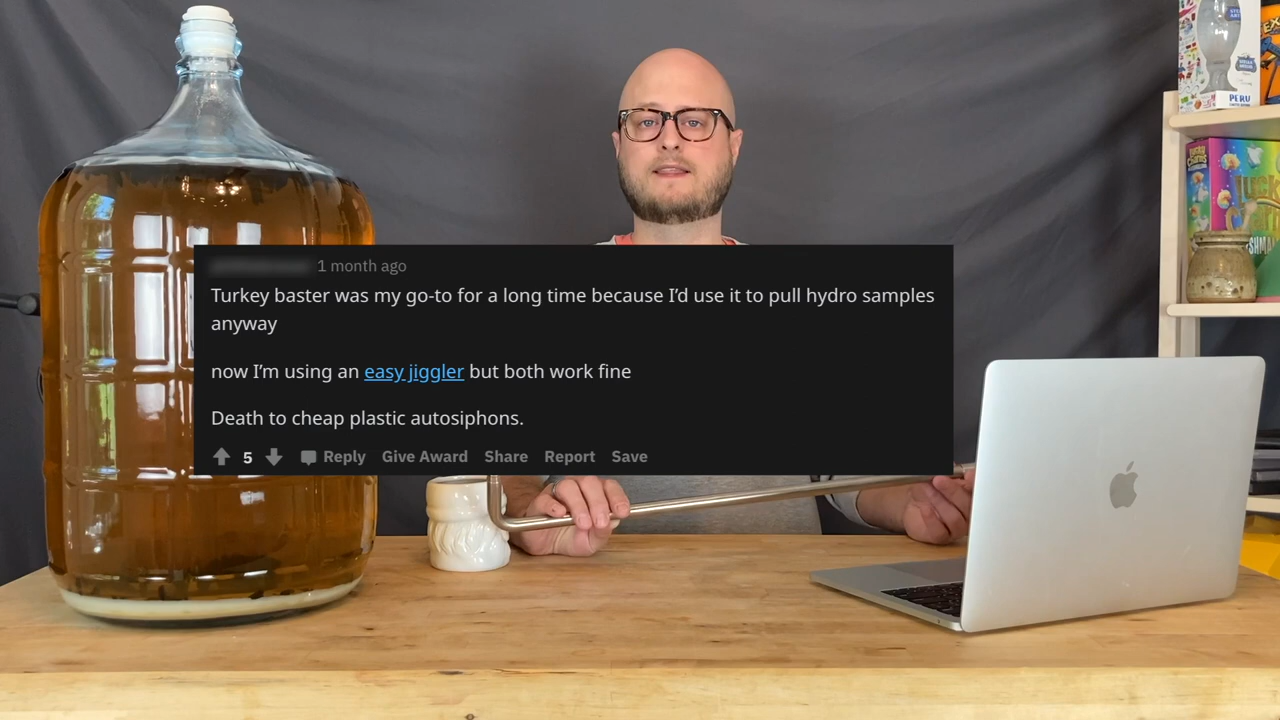 1 month ago
Turkey baster was my go-to for a long time because I'd use it to pull hydro samples
anyway
now I'm using an easy jiggler but both work fine
Death to cheap plastic autosiphons.
5 Reply Give Award Share Report Save
PERU